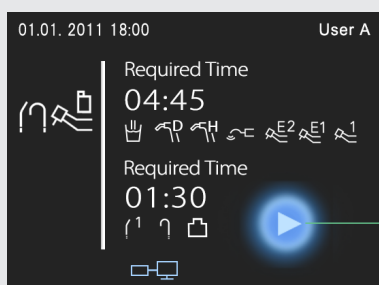 01.01. 2011 18:00 User A
Required Time
04:45
D H E2 E1 1
Required Time
01:30
1